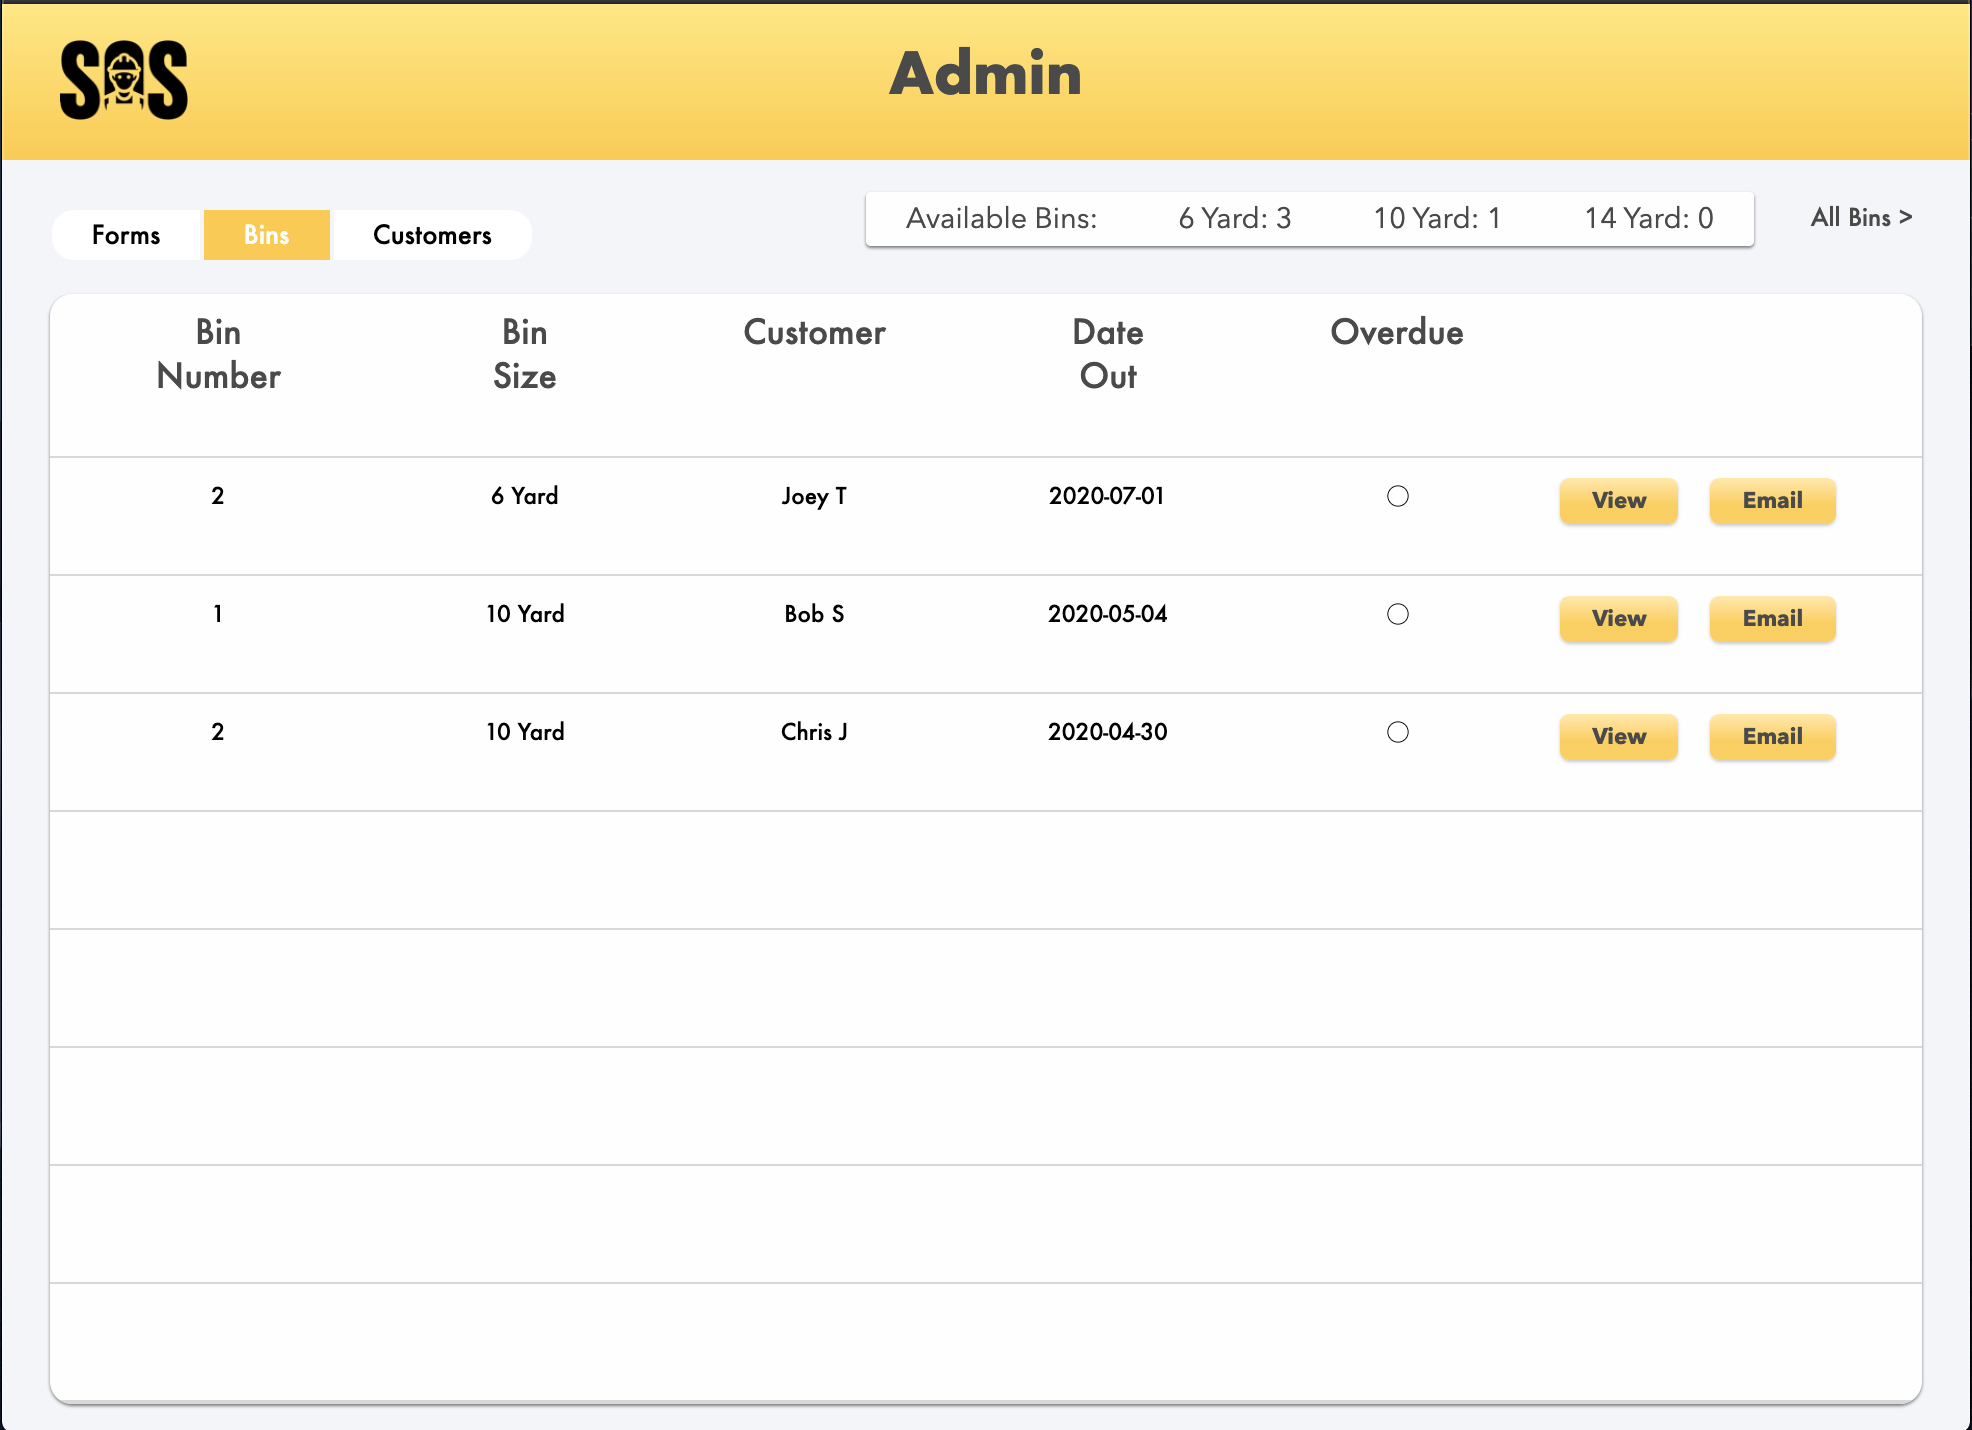 SOS
Admin
Forms Bins Customers
Available Bins: 6 Yard: 3 10 Yard: 1 14 Yard: 0
All Bins >
Bin Number Bin Size Customer Date Out Overdue
2 6 Yard Joey T 2020-07-01 View Email
1 10 Yard Bob S 2020-05-04 View Email
2 10 Yard Chris J 2020-04-30 View Email